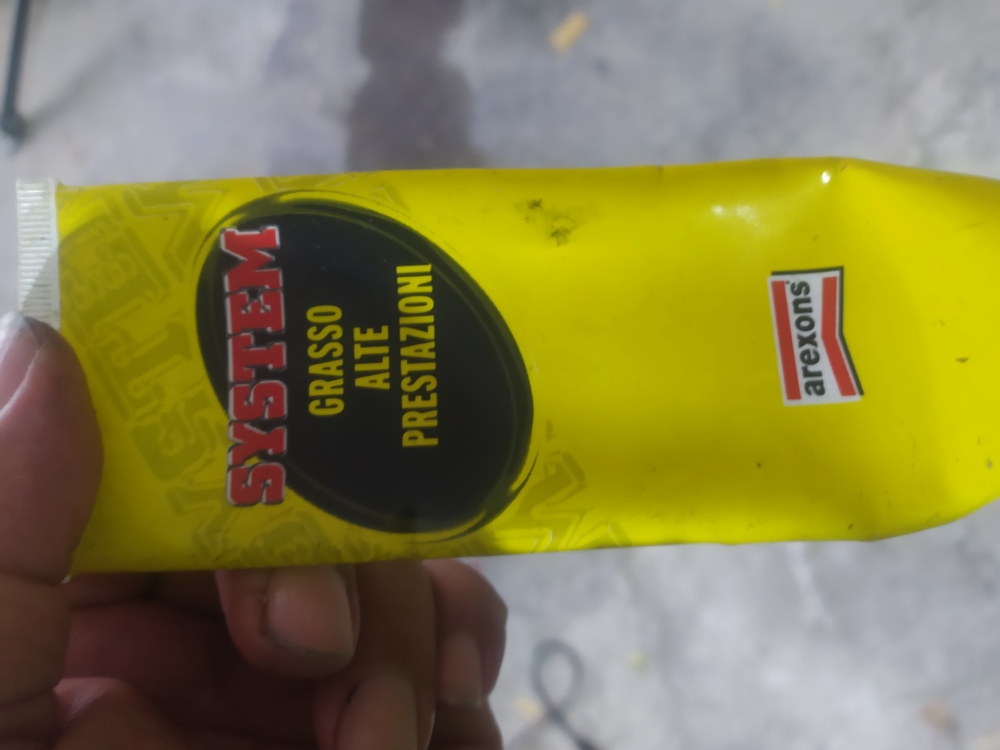 SYSTEM
GRASSO
ALTE
PRESTAZIONI
arexons